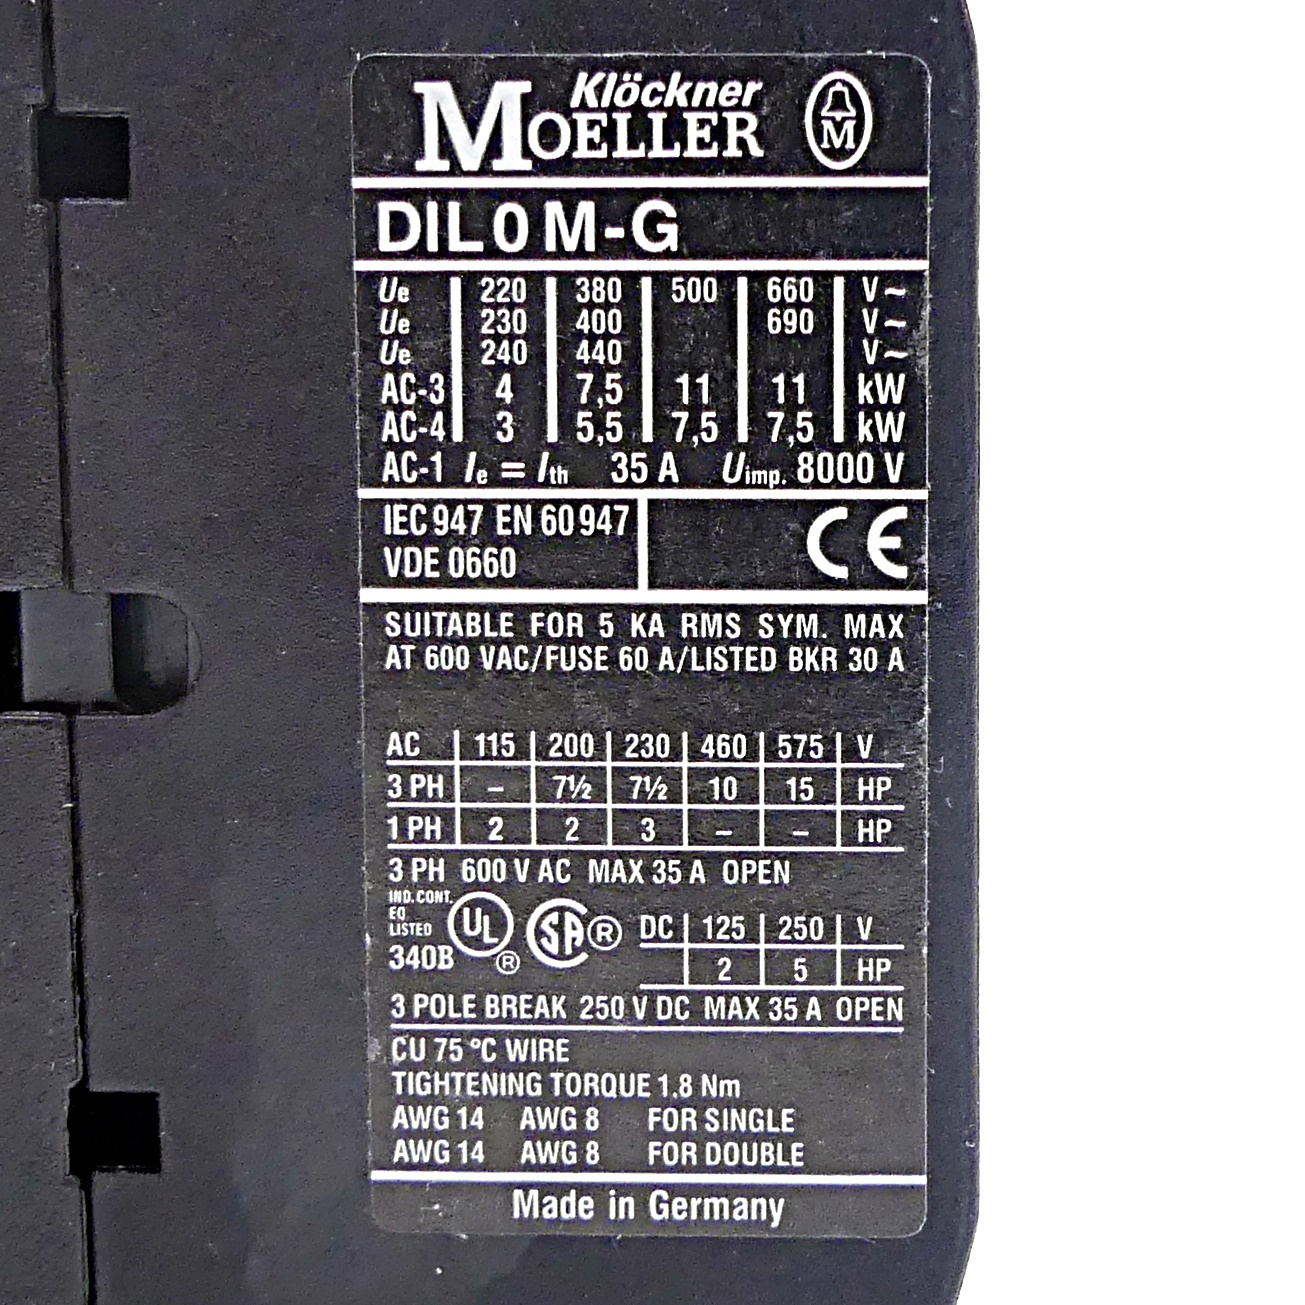 Klöckner
MOELLER M
DIL 0 M-G
Ue 220 380 500 660 V~
Ue 230 400 690 V~
Ue 240 440 V~
AC-3 4 7,5 11 11 kW
AC-4 3 5,5 7,5 7,5 kW
AC-1 Ie = Ith 35 A Uimp. 8000 V
IEC 947 EN 60 947
VDE 0660 CE
SUITABLE FOR 5 KA RMS SYM. MAX
AT 600 VAC/FUSE 60 A/LISTED BKR 30 A
AC 115 200 230 460 575 V
3 PH – 7½ 7½ 10 15 HP
1 PH 2 2 3 – – HP
3 PH 600 V AC MAX 35 A OPEN
IND. CONT.
EQ
LISTED
340B UL ® SA ®
DC 125 250 V
2 5 HP
3 POLE BREAK 250 V DC MAX 35 A OPEN
CU 75 °C WIRE
TIGHTENING TORQUE 1.8 Nm
AWG 14 AWG 8 FOR SINGLE
AWG 14 AWG 8 FOR DOUBLE
Made in Germany